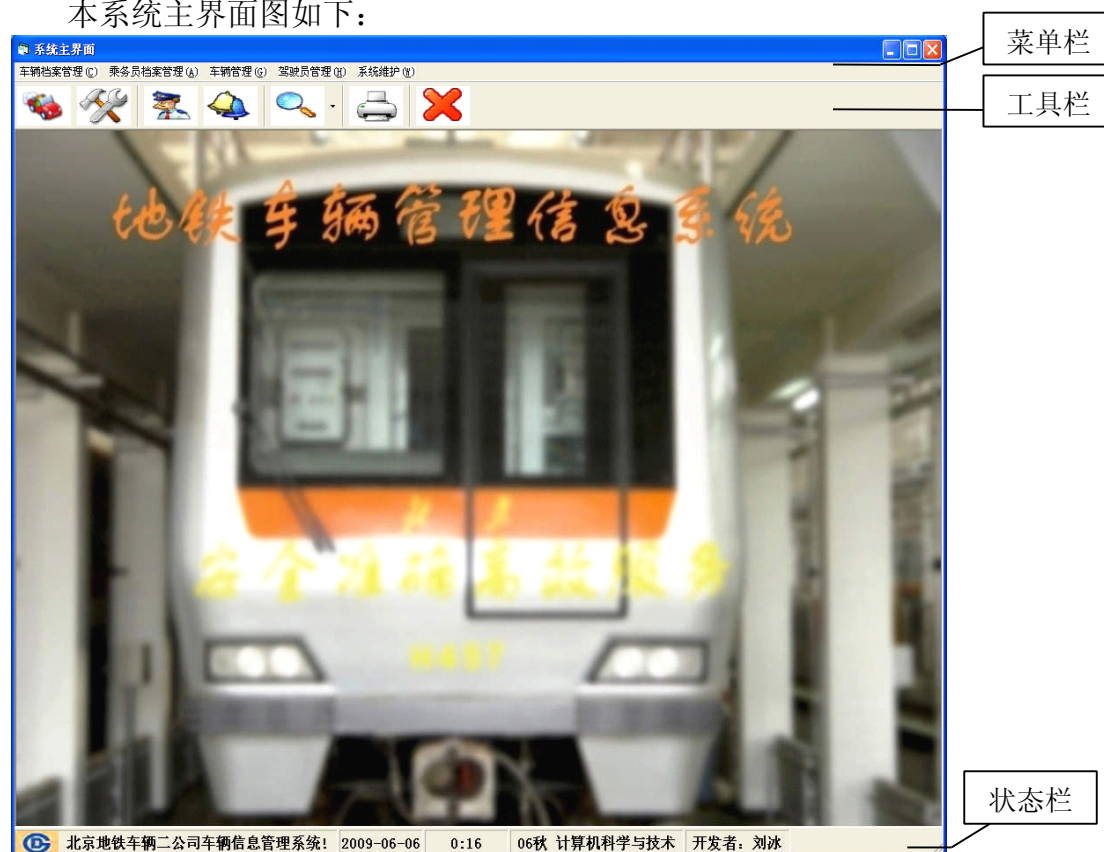 本系统主界面图如下：
系统主界面
菜单栏
车辆档案管理(C) 乘务员档案管理(A) 车辆管理(G) 驾驶员管理(H) 系统维护(W)
工具栏
地铁车辆管理信息系统
北京
安全准确高效服务
H457
状态栏
北京地铁车辆二公司车辆信息管理系统! 2009-06-06 0:16 06秋 计算机科学与技术 开发者：刘冰